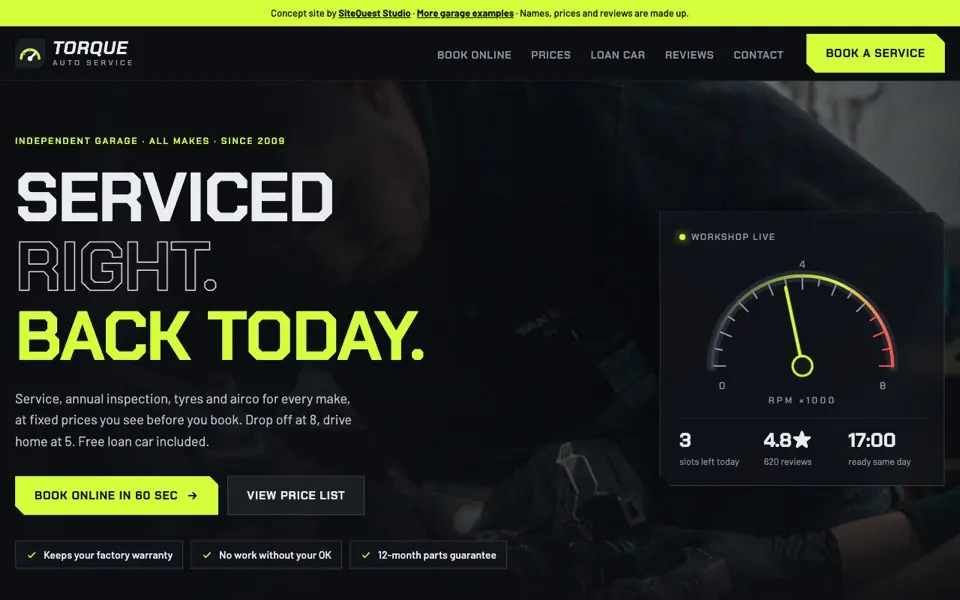 Concept site by SiteQuest Studio · More garage examples · Names, prices and reviews are made up.
TORQUE
AUTO SERVICE
BOOK ONLINE
PRICES
LOAN CAR
REVIEWS
CONTACT
BOOK A SERVICE
INDEPENDENT GARAGE · ALL MAKES · SINCE 2009
SERVICED
RIGHT.
BACK TODAY.
Service, annual inspection, tyres and airco for every make,
at fixed prices you see before you book. Drop off at 8, drive
home at 5. Free loan car included.
BOOK ONLINE IN 60 SEC →
VIEW PRICE LIST
✓ Keeps your factory warranty
✓ No work without your OK
✓ 12-month parts guarantee
WORKSHOP LIVE
4
0
8
RPM ×1000
3
slots left today
4.8★
620 reviews
17:00
ready same day